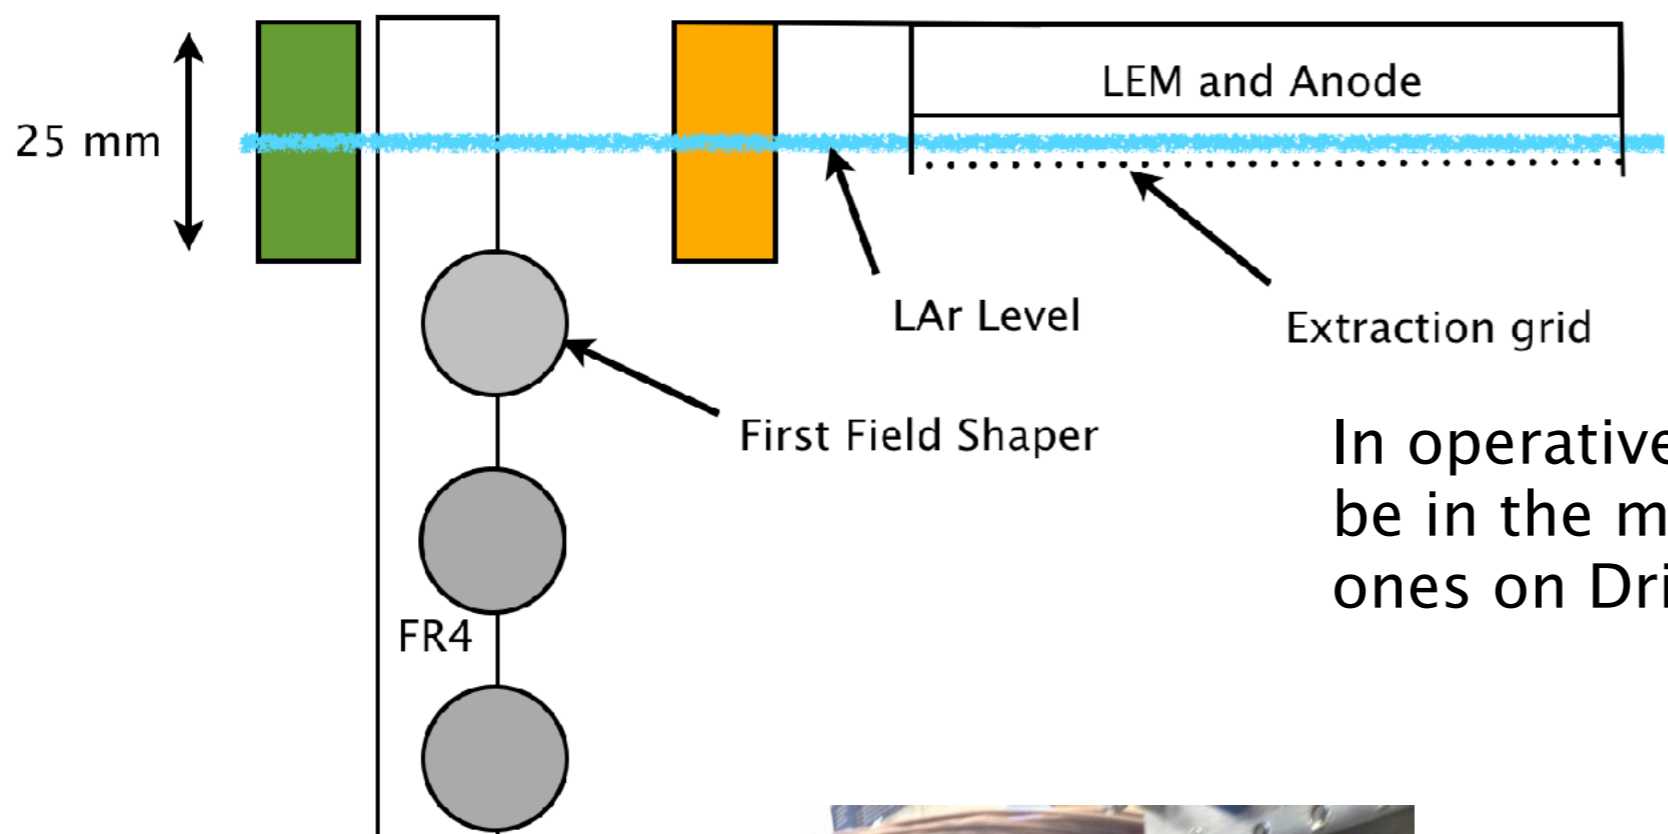 LEM and Anode
25 mm
LAr Level
Extraction grid
First Field Shaper
In operative
be in the m
ones on Dri
FR4